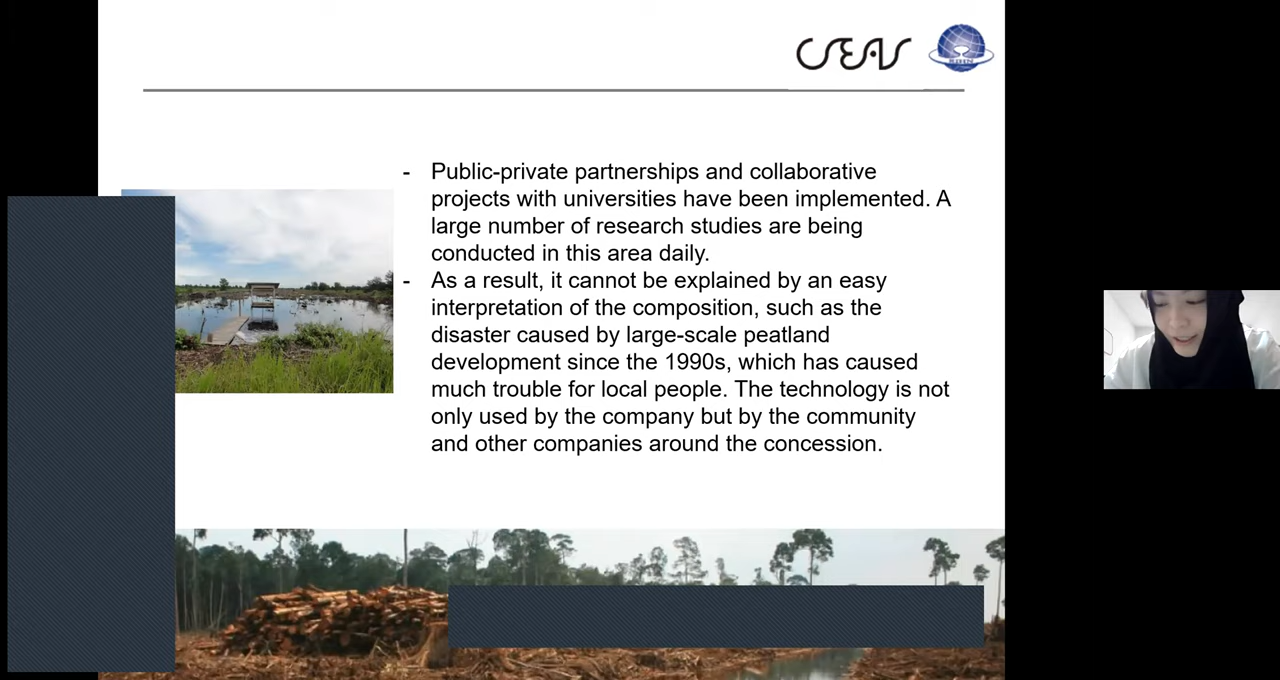 CSEAS
- Public-private partnerships and collaborative
projects with universities have been implemented. A
large number of research studies are being
conducted in this area daily.
- As a result, it cannot be explained by an easy
interpretation of the composition, such as the
disaster caused by large-scale peatland
development since the 1990s, which has caused
much trouble for local people. The technology is not
only used by the company but by the community
and other companies around the concession.